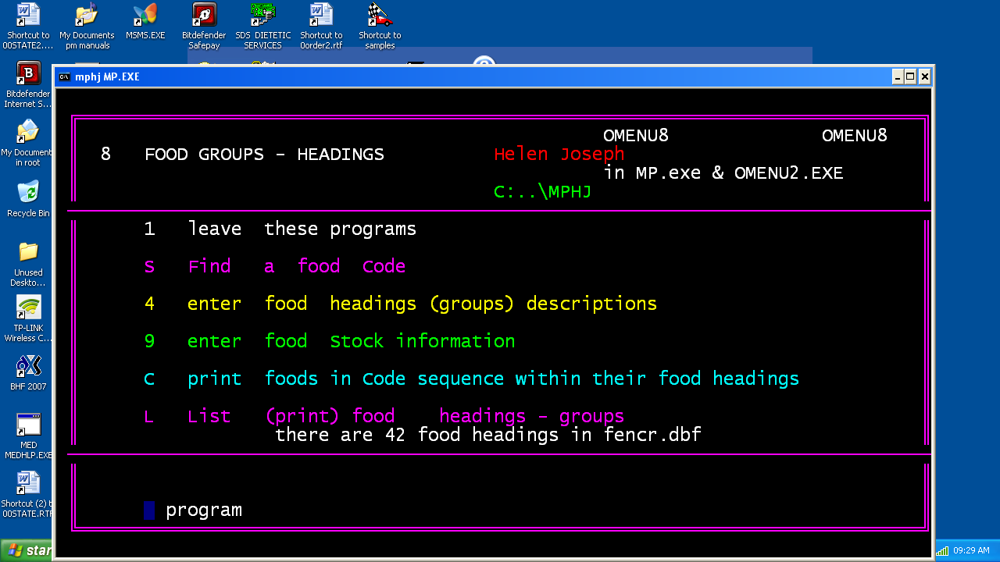 Shortcut to
00STATE2....
My Documents
pm manuals
MSMS.EXE
Bitdefender
Safepay
SDS DIETETIC
SERVICES
Shortcut to
0order2.rtf
Shortcut to
samples
Bitdefender
Internet S...
My Document
in root
Recycle Bin
Unused
Deskto...
TP-LINK
Wireless C...
BHF 2007
MED
MEDHLP.EXE
Shortcut (2) t
00STATE.RTF
mphj MP.EXE
OMENU8 OMENU8
8 FOOD GROUPS - HEADINGS Helen Joseph
in MP.exe & OMENU2.EXE
C:..\MPHJ
1 leave these programs
S Find a food Code
4 enter food headings (groups) descriptions
9 enter food Stock information
C print foods in Code sequence within their food headings
L List (print) food headings - groups
there are 42 food headings in fencr.dbf
program
star
09:29 AM